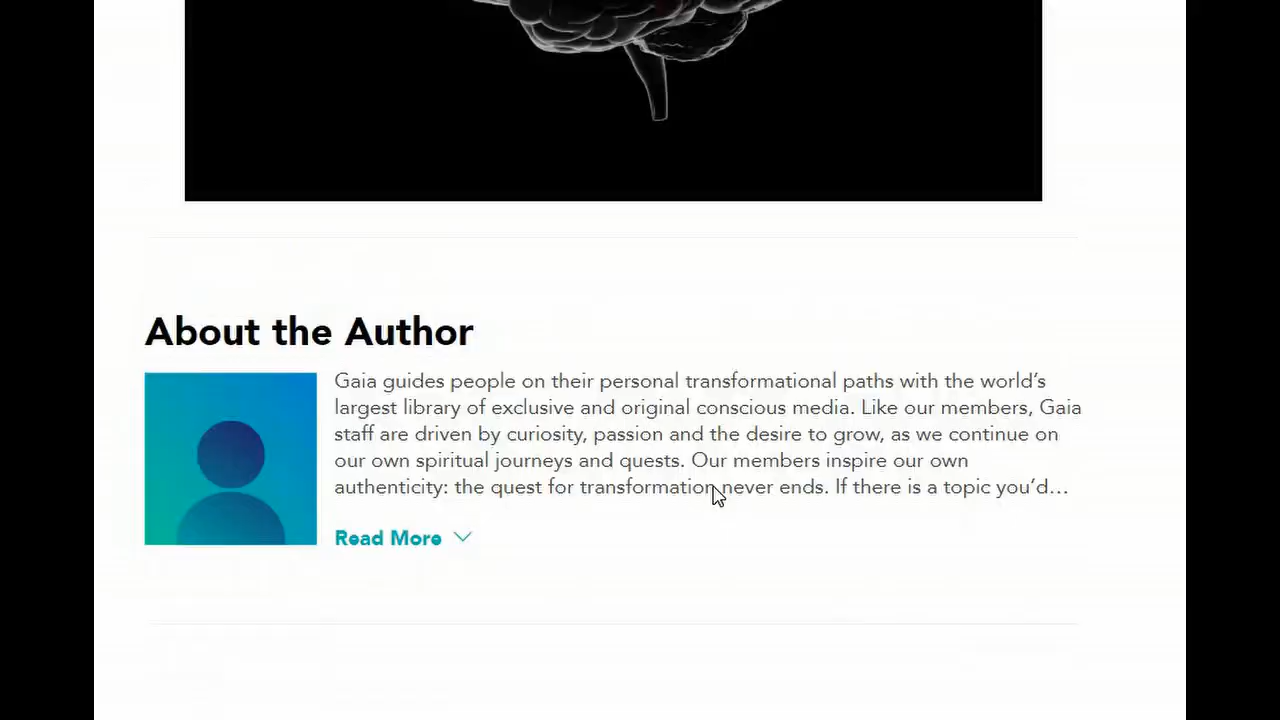 About the Author
Gaia guides people on their personal transformational paths with the world’s
largest library of exclusive and original conscious media. Like our members, Gaia
staff are driven by curiosity, passion and the desire to grow, as we continue on
our own spiritual journeys and quests. Our members inspire our own
authenticity: the quest for transformation never ends. If there is a topic you’d…
Read More